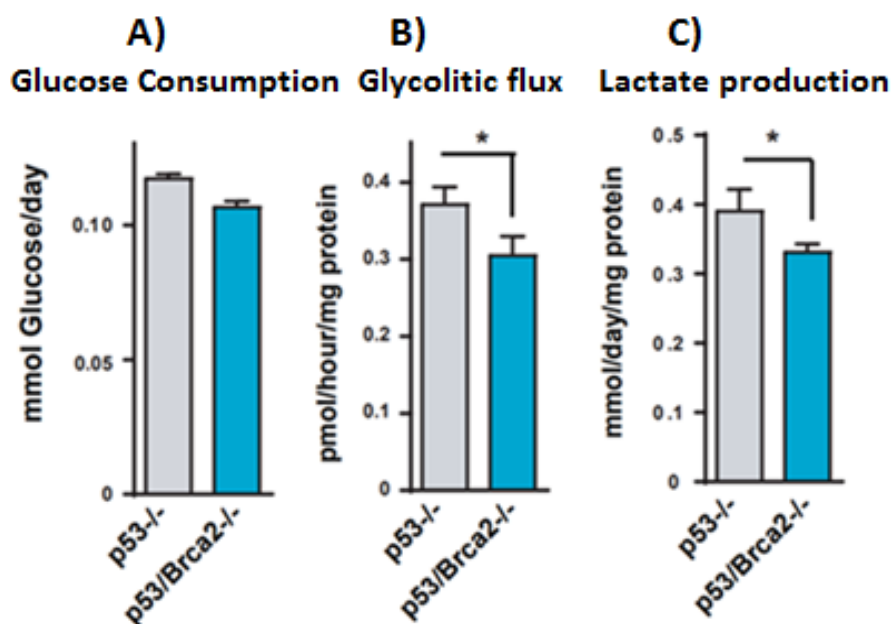 A)
Glucose Consumption
mmol Glucose/day
0.10
0.05
0
p53-/-
p53/Brca2-/-
B)
Glycolitic flux
pmol/hour/mg protein
*
0.4
0.3
0.2
0.1
0
p53-/-
p53/Brca2-/-
C)
Lactate production
mmol/day/mg protein
*
0.5
0.4
0.3
0.2
0.1
0
p53-/-
p53/Brca2-/-